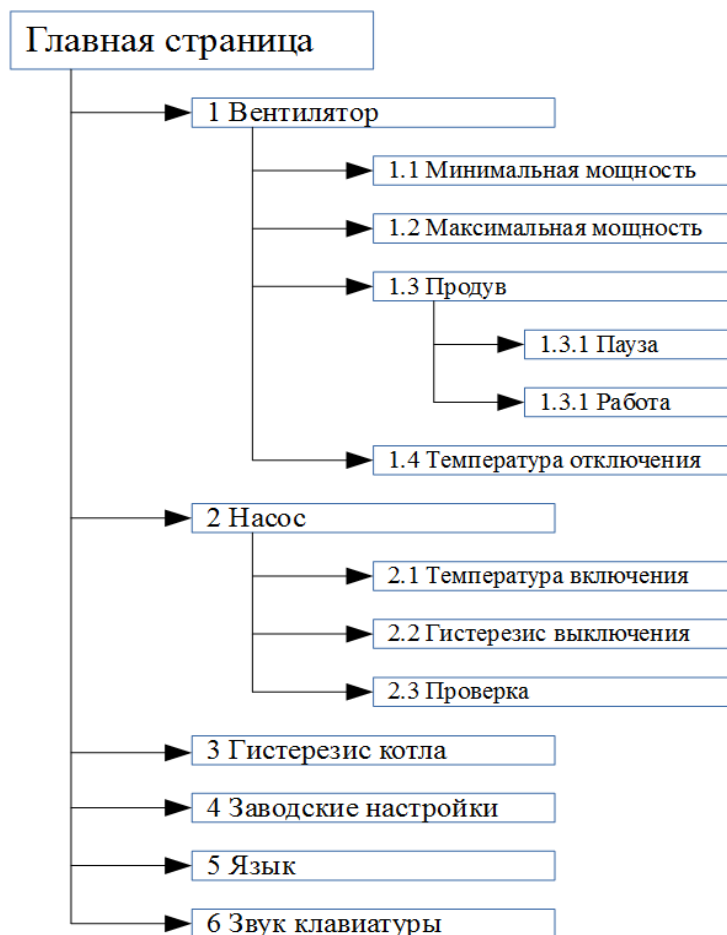 Главная страница
1 Вентилятор
1.1 Минимальная мощность
1.2 Максимальная мощность
1.3 Продув
1.3.1 Пауза
1.3.1 Работа
1.4 Температура отключения
2 Насос
2.1 Температура включения
2.2 Гистерезис выключения
2.3 Проверка
3 Гистерезис котла
4 Заводские настройки
5 Язык
6 Звук клавиатуры